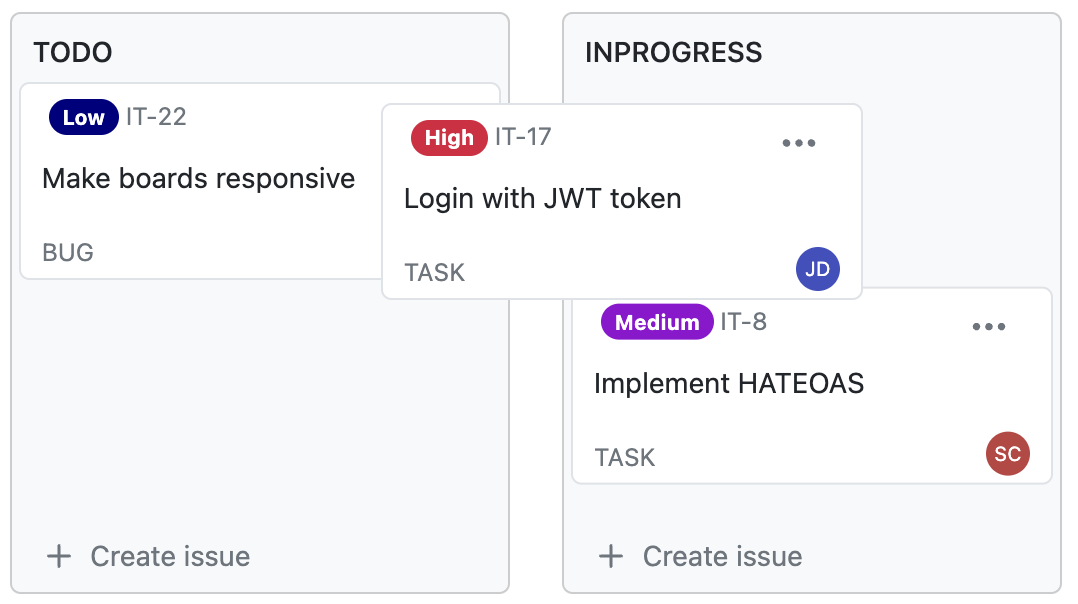 TODO
Low IT-22
Make boards responsive
BUG
Create issue
High IT-17
Login with JWT token
TASK JD
INPROGRESS
Medium IT-8
Implement HATEOAS
TASK SC
Create issue